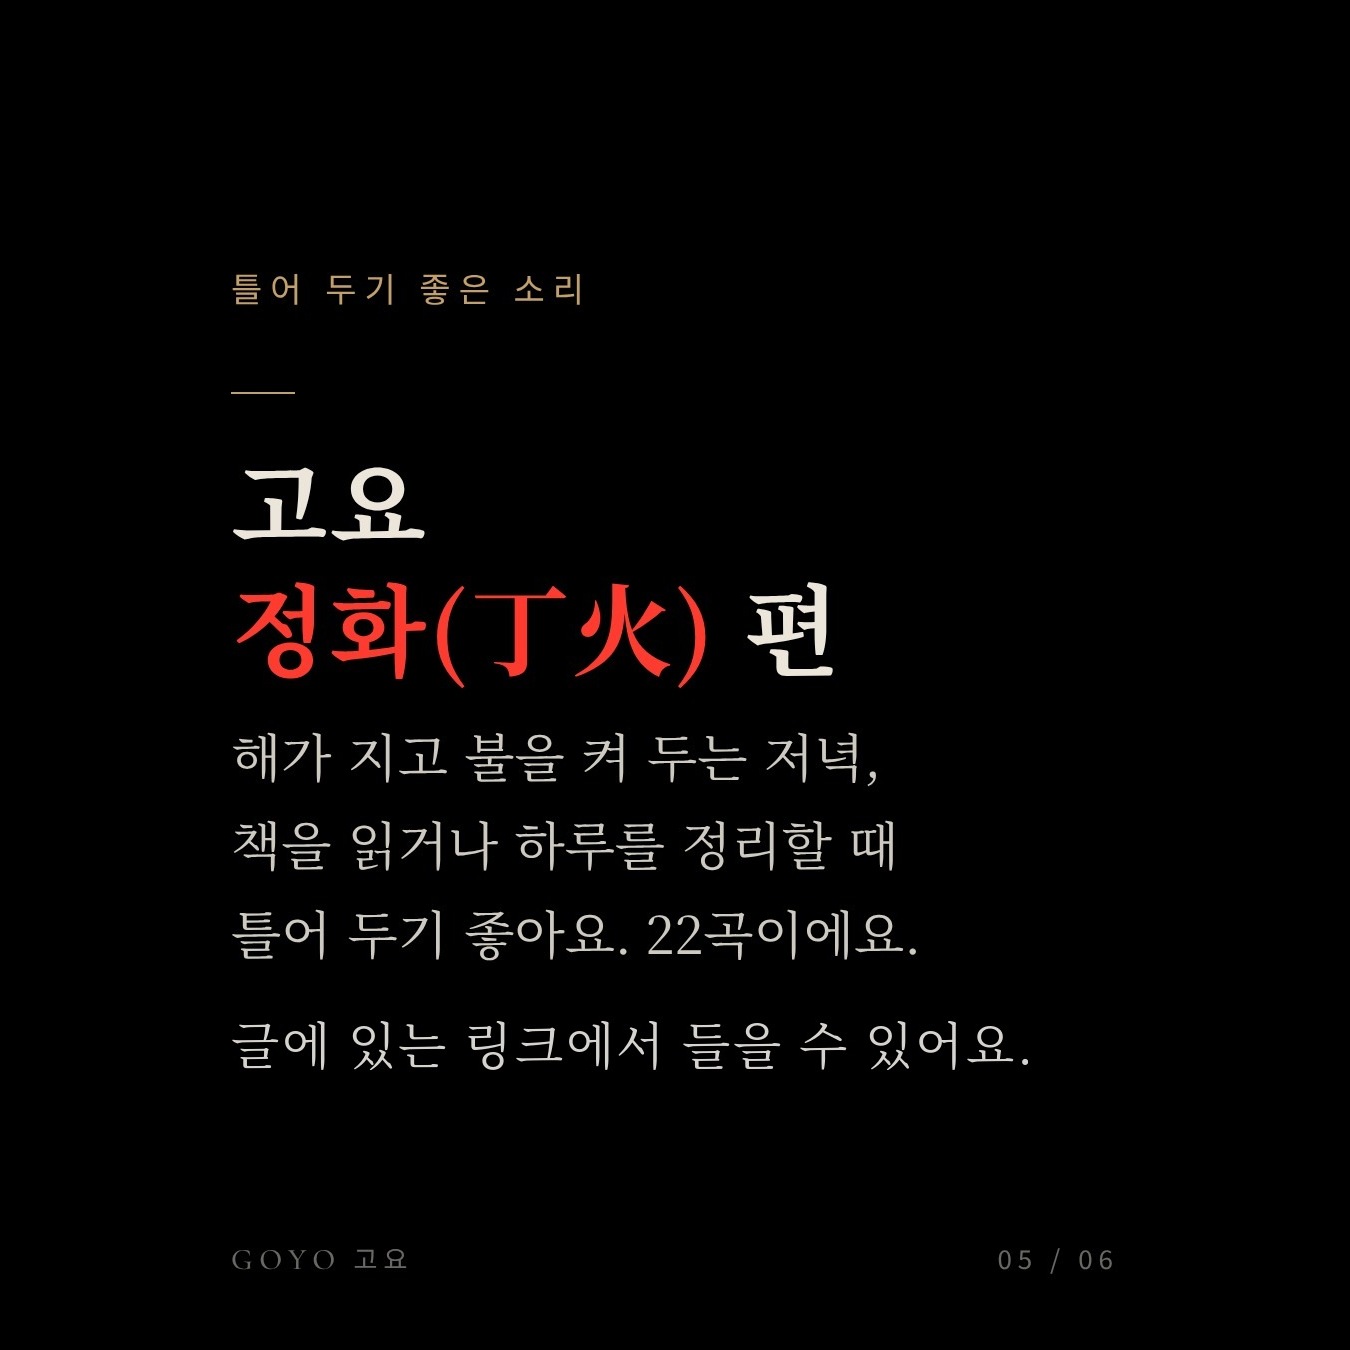 틀어 두기 좋은 소리
고요
정화(丁火) 편
해가 지고 불을 켜 두는 저녁,
책을 읽거나 하루를 정리할 때
틀어 두기 좋아요. 22곡이에요.
글에 있는 링크에서 들을 수 있어요.
GOYO 고요
05 / 06